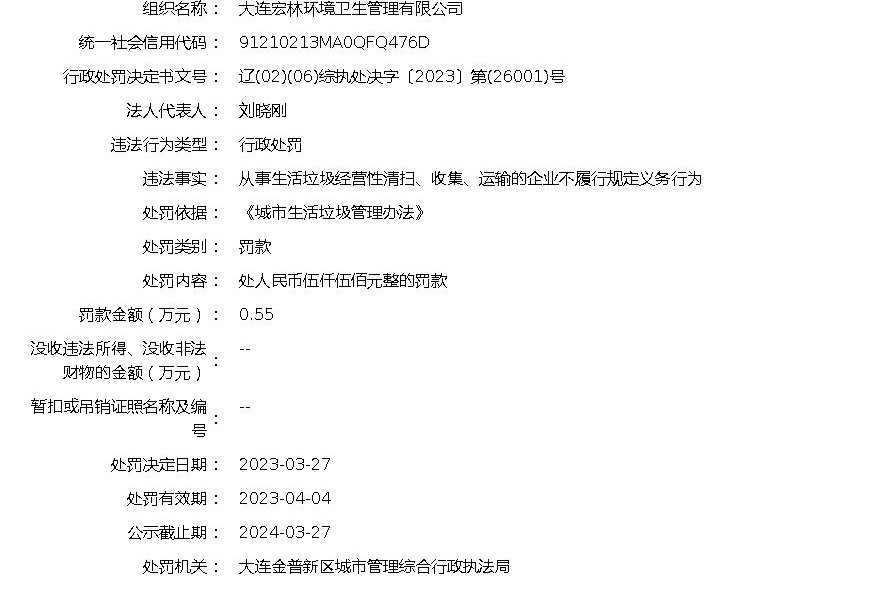 组织名称： 大连宏林环境卫生管理有限公司
统一社会信用代码： 91210213MA0QFQ476D
行政处罚决定书文号： 辽(02)(06)综执处决字〔2023〕第(26001)号
法人代表人： 刘晓刚
违法行为类型： 行政处罚
违法事实： 从事生活垃圾经营性清扫、收集、运输的企业不履行规定义务行为
处罚依据： 《城市生活垃圾管理办法》
处罚类别： 罚款
处罚内容： 处人民币伍仟伍佰元整的罚款
罚款金额（万元）： 0.55
没收违法所得、没收非法
财物的金额（万元）： --
暂扣或吊销证照名称及编
号： --
处罚决定日期： 2023-03-27
处罚有效期： 2023-04-04
公示截止期： 2024-03-27
处罚机关： 大连金普新区城市管理综合行政执法局